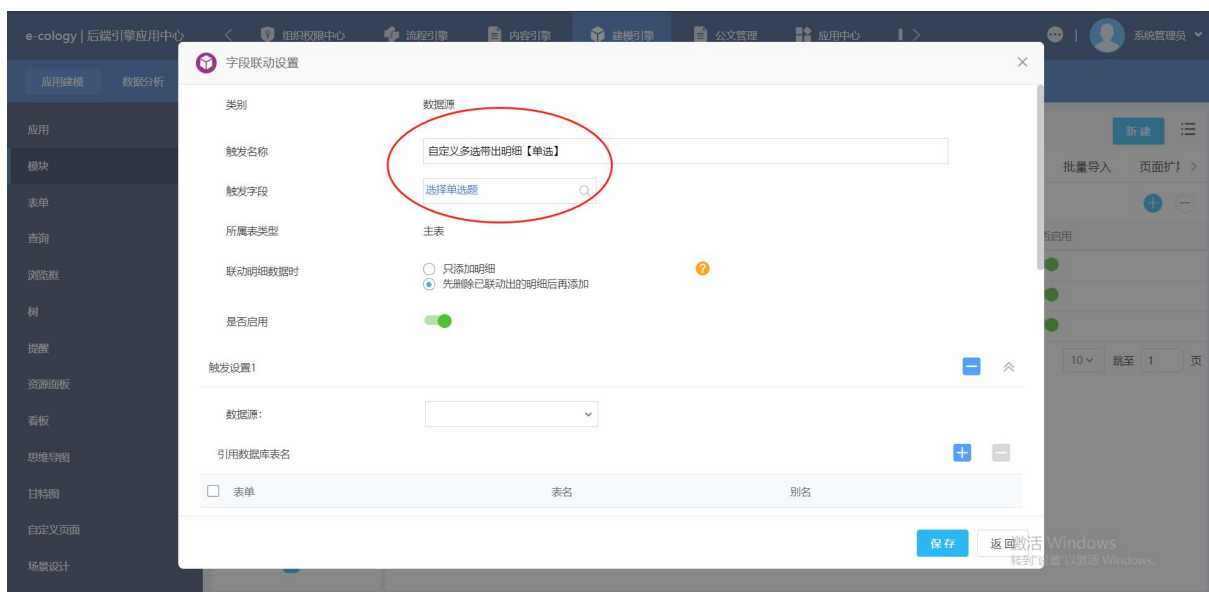 e-cology | 后端引擎应用中心
组织权限中心
流程引擎
内容引擎
建模引擎
公文管理
应用中心
系统管理员
应用建模
数据分析
字段联动设置
类别
数据源
触发名称
自定义多选带出明细【单选】
触发字段
选择单选题
所属表类型
主表
联动明细数据时
只添加明细
先删除已联动出的明细后再添加
是否启用
触发设置1
数据源:
引用数据库表名
表单
表名
别名
保存
返回
应用
模块
表单
查询
浏览框
树
提醒
资源面板
看板
思维导图
甘特图
自定义页面
场景设计
新建
批量导入
页面扩
否启用
10
跳至
1
页
激活 Windows
转到"设置"以激活 Windows。